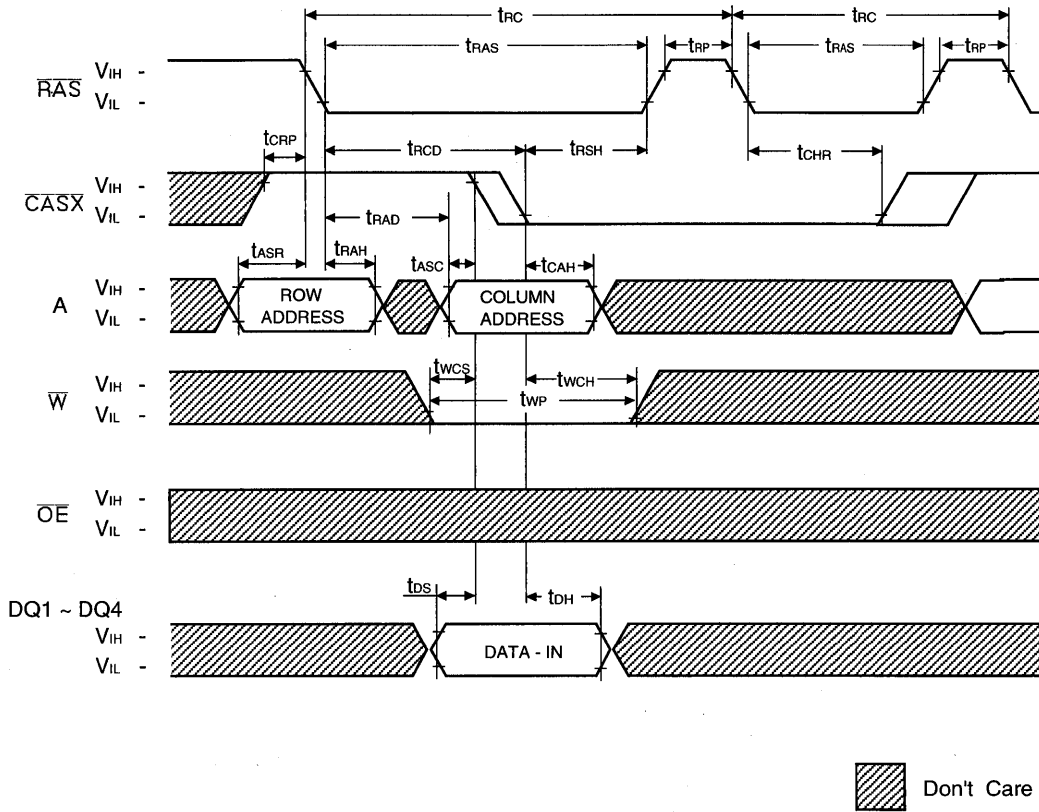 tRC tRC
tRAS tRP tRAS tRP
RAS VIH -
VIL -
tCRP tRCD tRSH tCHR
CASX VIH -
VIL -
tRAD
tASR tRAH tASC tCAH
A VIH -
VIL -
ROW ADDRESS
COLUMN ADDRESS
tWCS tWCH
tWP
W VIH -
VIL -
OE VIH -
VIL -
tDS tDH
DQ1 ~ DQ4
VIH -
VIL -
DATA - IN
Don't Care